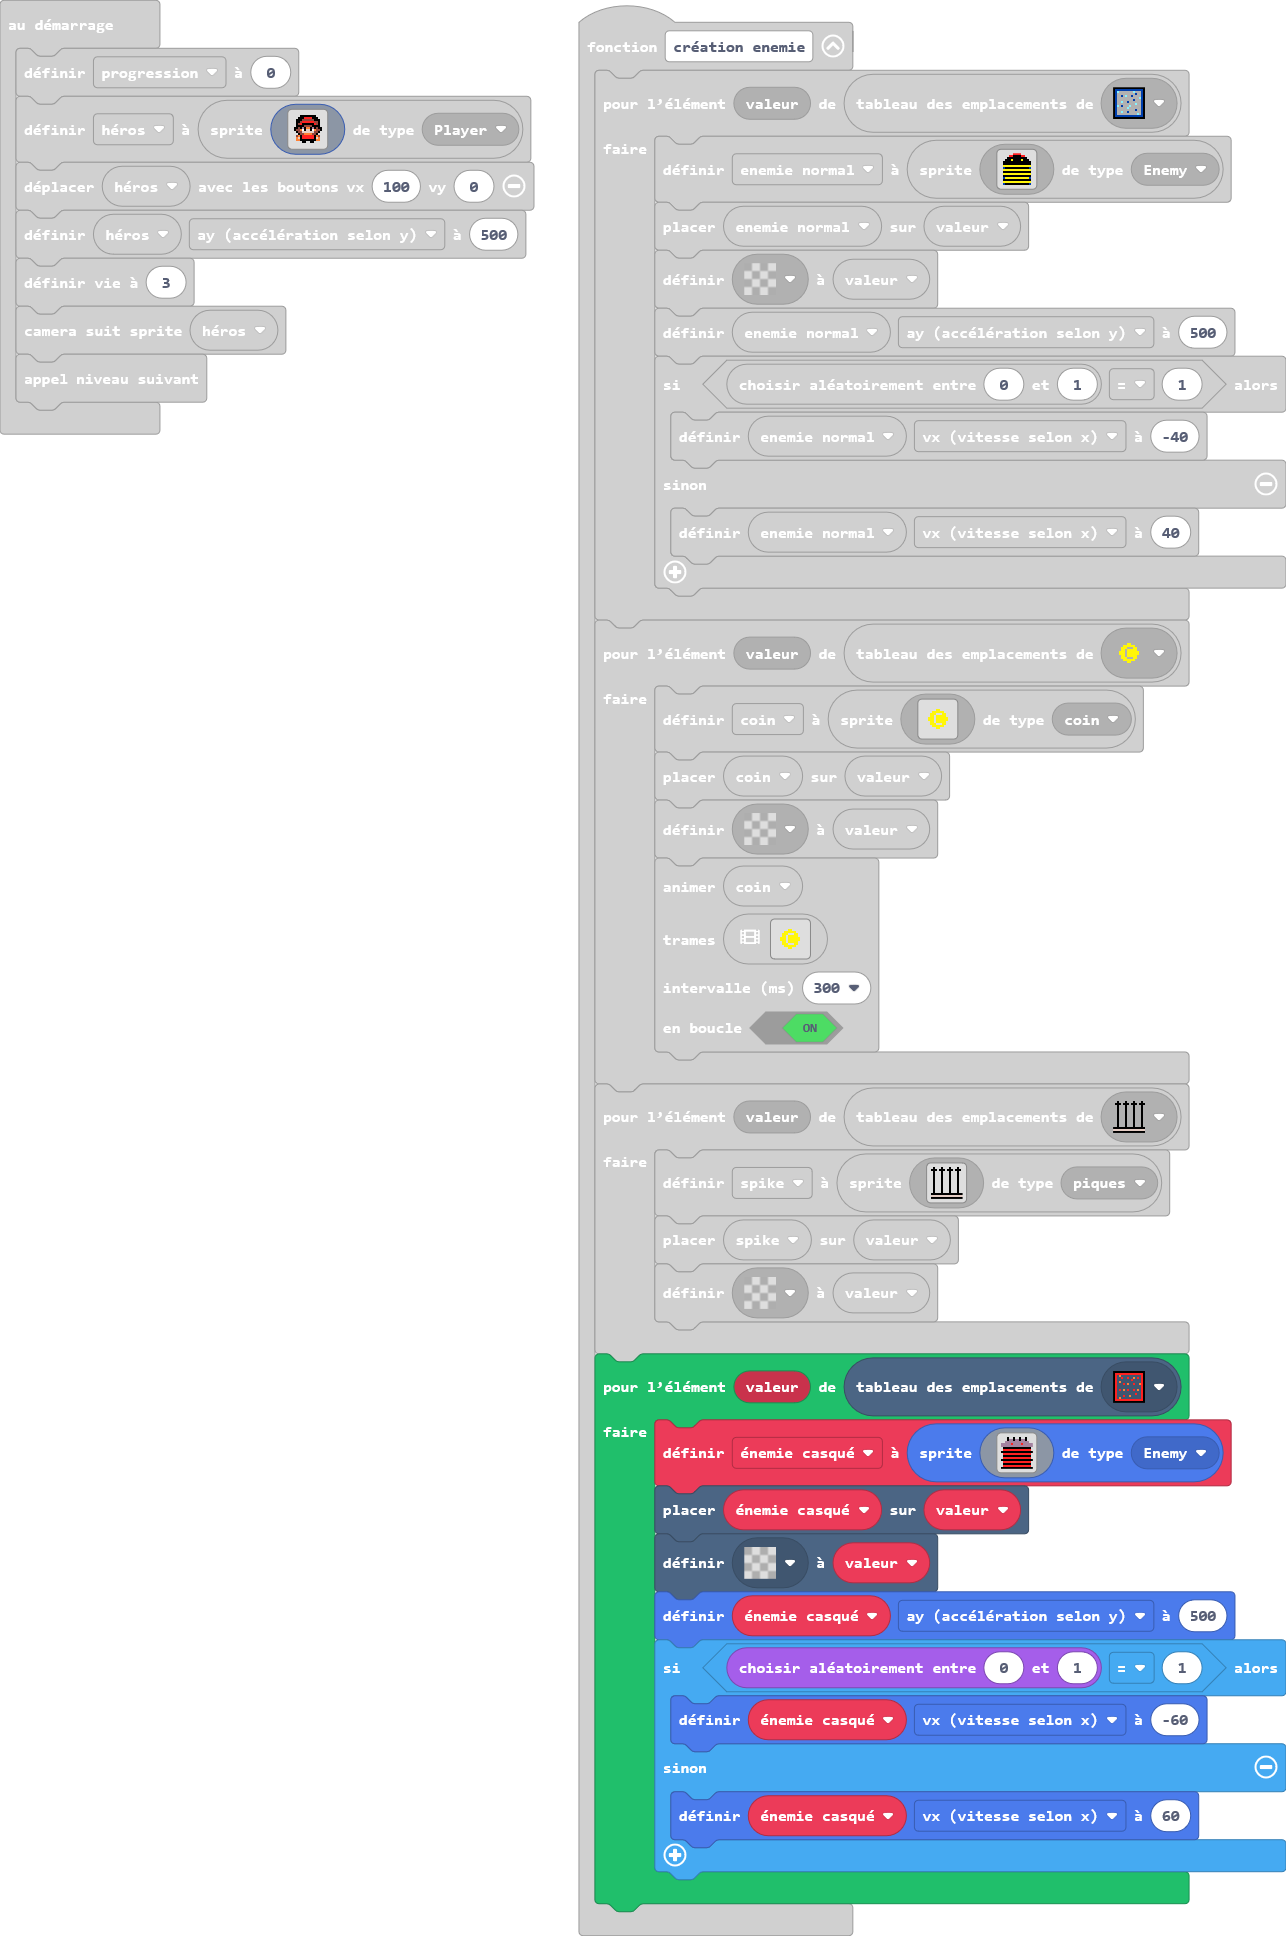 au démarrage
définir progression à 0
définir héros à sprite de type Player
déplacer héros avec les boutons vx 100 vy 0
définir héros ay (accélération selon y) à 500
définir vie à 3
camera suit sprite héros
appel niveau suivant
fonction création enemie
pour l'élément valeur de tableau des emplacements de
faire
définir enemie normal à sprite de type Enemy
placer enemie normal sur valeur
définir à valeur
définir enemie normal ay (accélération selon y) à 500
si choisir aléatoirement entre 0 et 1 = 1 alors
définir enemie normal vx (vitesse selon x) à -40
sinon
définir enemie normal vx (vitesse selon x) à 40
pour l'élément valeur de tableau des emplacements de
faire
définir coin à sprite de type coin
placer coin sur valeur
définir à valeur
animer coin
trames
intervalle (ms) 300
en boucle ON
pour l'élément valeur de tableau des emplacements de
faire
définir spike à sprite de type piques
placer spike sur valeur
définir à valeur
pour l'élément valeur de tableau des emplacements de
faire
définir énemie casqué à sprite de type Enemy
placer énemie casqué sur valeur
définir à valeur
définir énemie casqué ay (accélération selon y) à 500
si choisir aléatoirement entre 0 et 1 = 1 alors
définir énemie casqué vx (vitesse selon x) à -60
sinon
définir énemie casqué vx (vitesse selon x) à 60